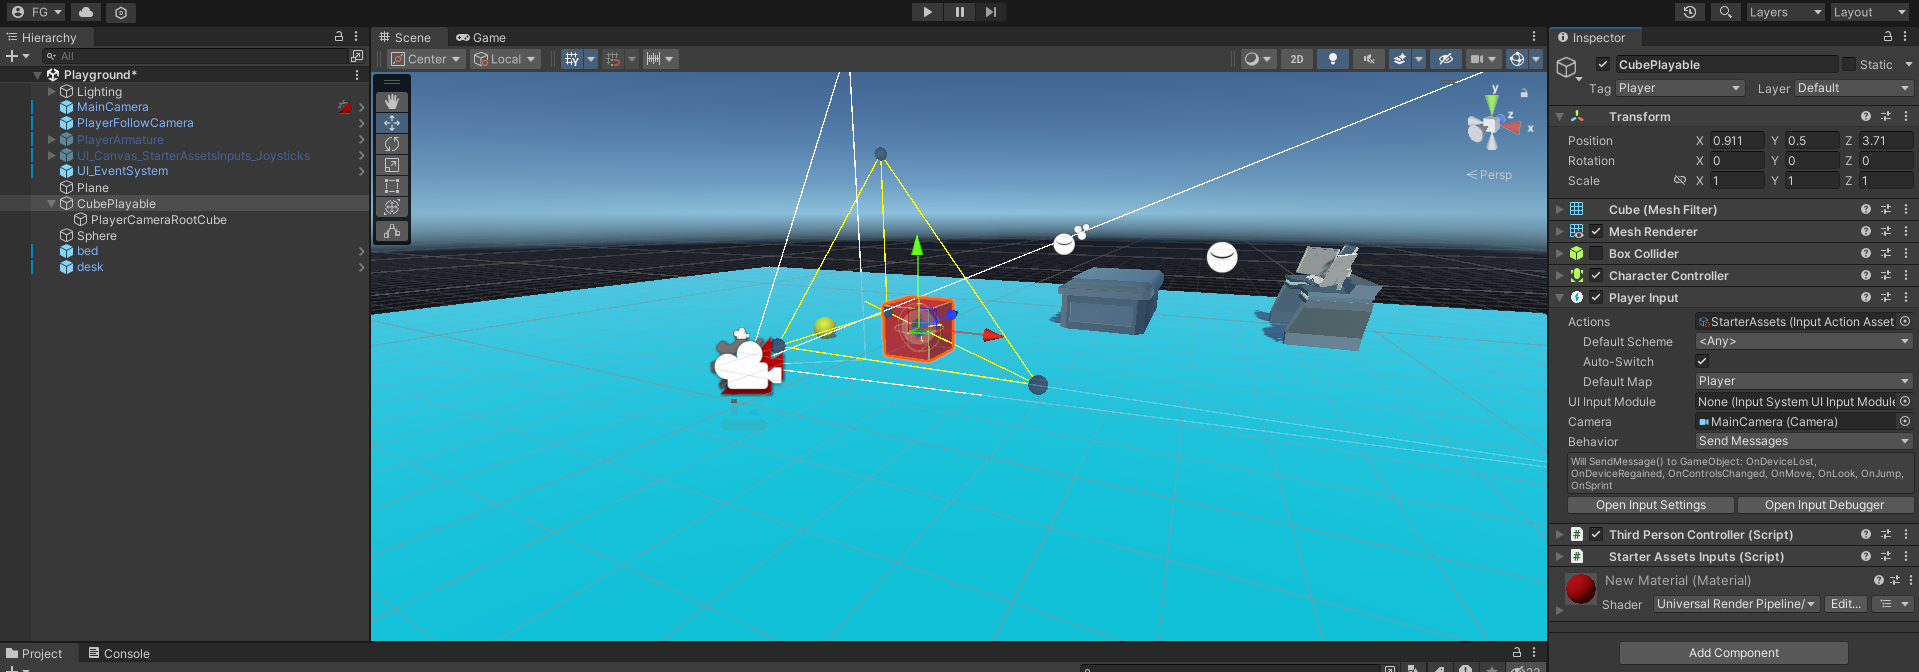 FG
Layers
Layout
Hierarchy
All
Playground*
Lighting
MainCamera
PlayerFollowCamera
PlayerArmature
UI_Canvas_StarterAssetsInputs_Joysticks
UI_EventSystem
Plane
CubePlayable
PlayerCameraRootCube
Sphere
bed
desk
Scene
Game
Center
Local
2D
y
z
x
Persp
Inspector
CubePlayable
Static
Tag Player
Layer Default
Transform
Position X 0.911 Y 0.5 Z 3.71
Rotation X 0 Y 0 Z 0
Scale X 1 Y 1 Z 1
Cube (Mesh Filter)
Mesh Renderer
Box Collider
Character Controller
Player Input
Actions StarterAssets (Input Action Asset
Default Scheme <Any>
Auto-Switch
Default Map Player
UI Input Module None (Input System UI Input Module
Camera MainCamera (Camera)
Behavior Send Messages
Will SendMessage() to GameObject: OnDeviceLost,
OnDeviceRegained, OnControlsChanged, OnMove, OnLook, OnJump,
OnSprint
Open Input Settings
Open Input Debugger
Third Person Controller (Script)
Starter Assets Inputs (Script)
New Material (Material)
Shader Universal Render Pipeline/
Edit...
Add Component
Project
Console